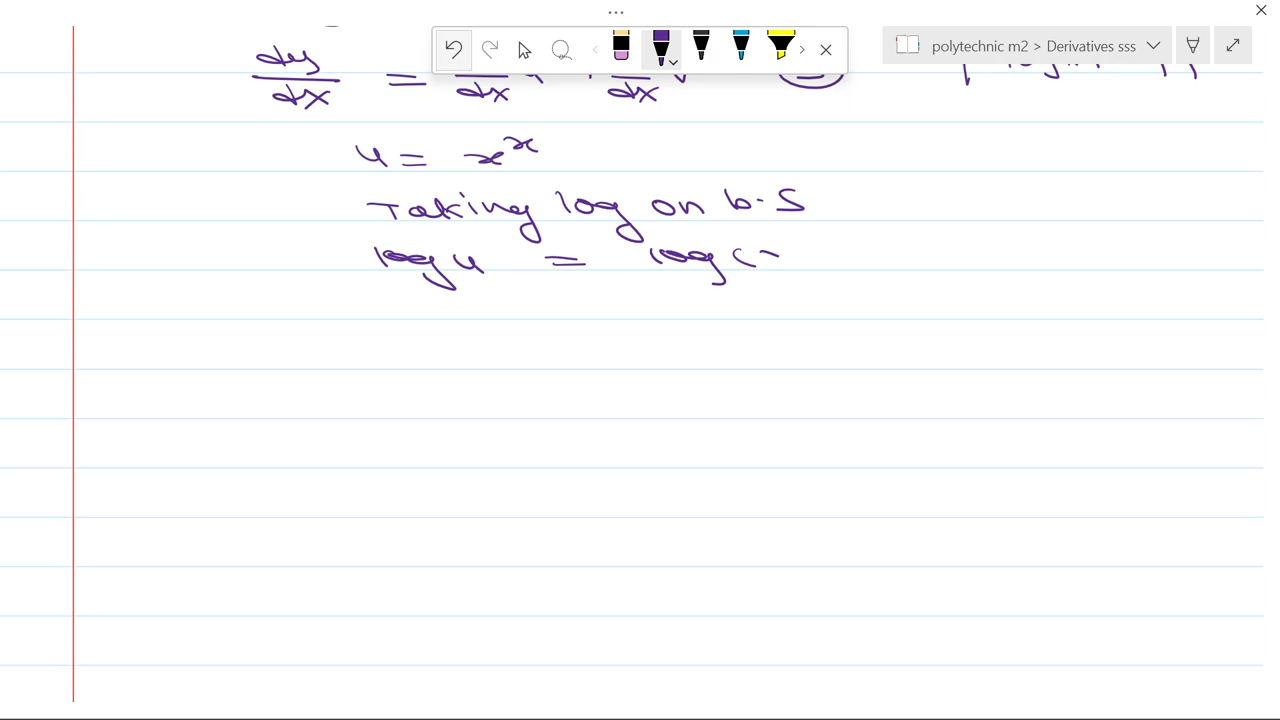 polytechnic m2 > Derivatives sss
dy/dx = /dx + /dx
u = x^x
Taking log on b.S
log u = log (